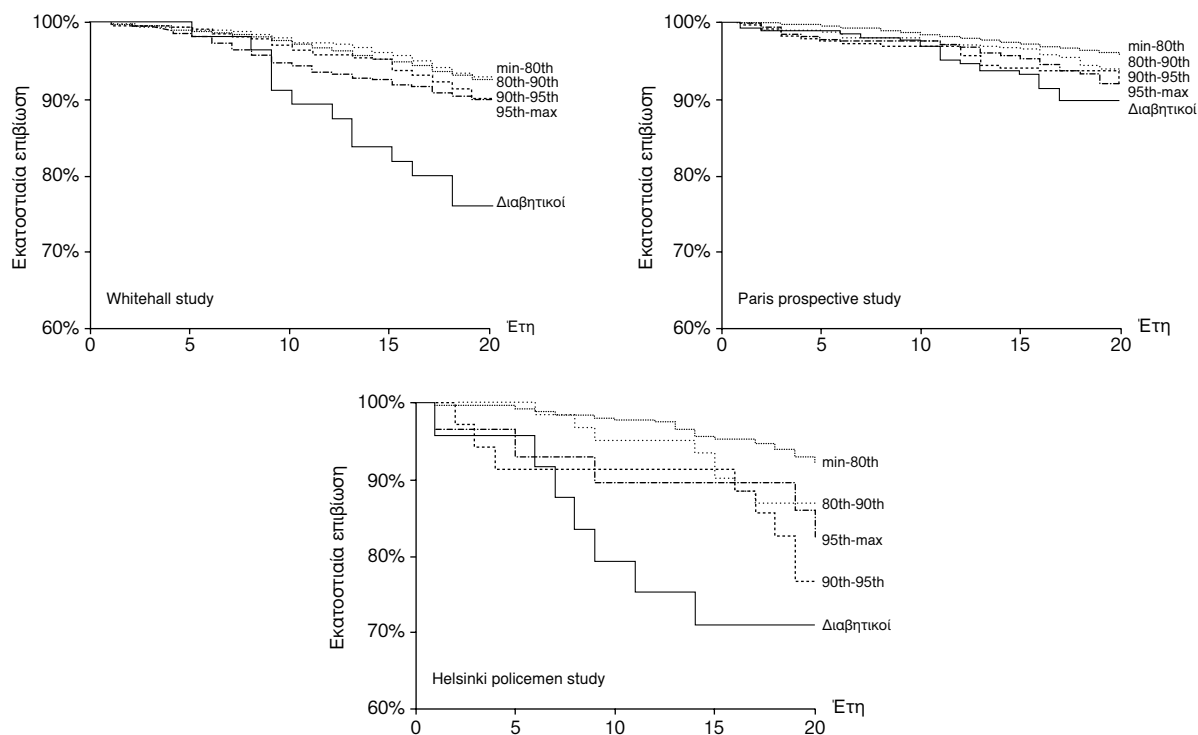 Εκατοστιαία επιβίωση
100%
90%
80%
70%
60%
min-80th
80th-90th
90th-95th
95th-max
Διαβητικοί
Whitehall study
Έτη
0 5 10 15 20
Εκατοστιαία επιβίωση
100%
90%
80%
70%
60%
min-80th
80th-90th
90th-95th
95th-max
Διαβητικοί
Paris prospective study
Έτη
0 5 10 15 20
Εκατοστιαία επιβίωση
100%
90%
80%
70%
60%
min-80th
80th-90th
95th-max
90th-95th
Διαβητικοί
Helsinki policemen study
Έτη
0 5 10 15 20